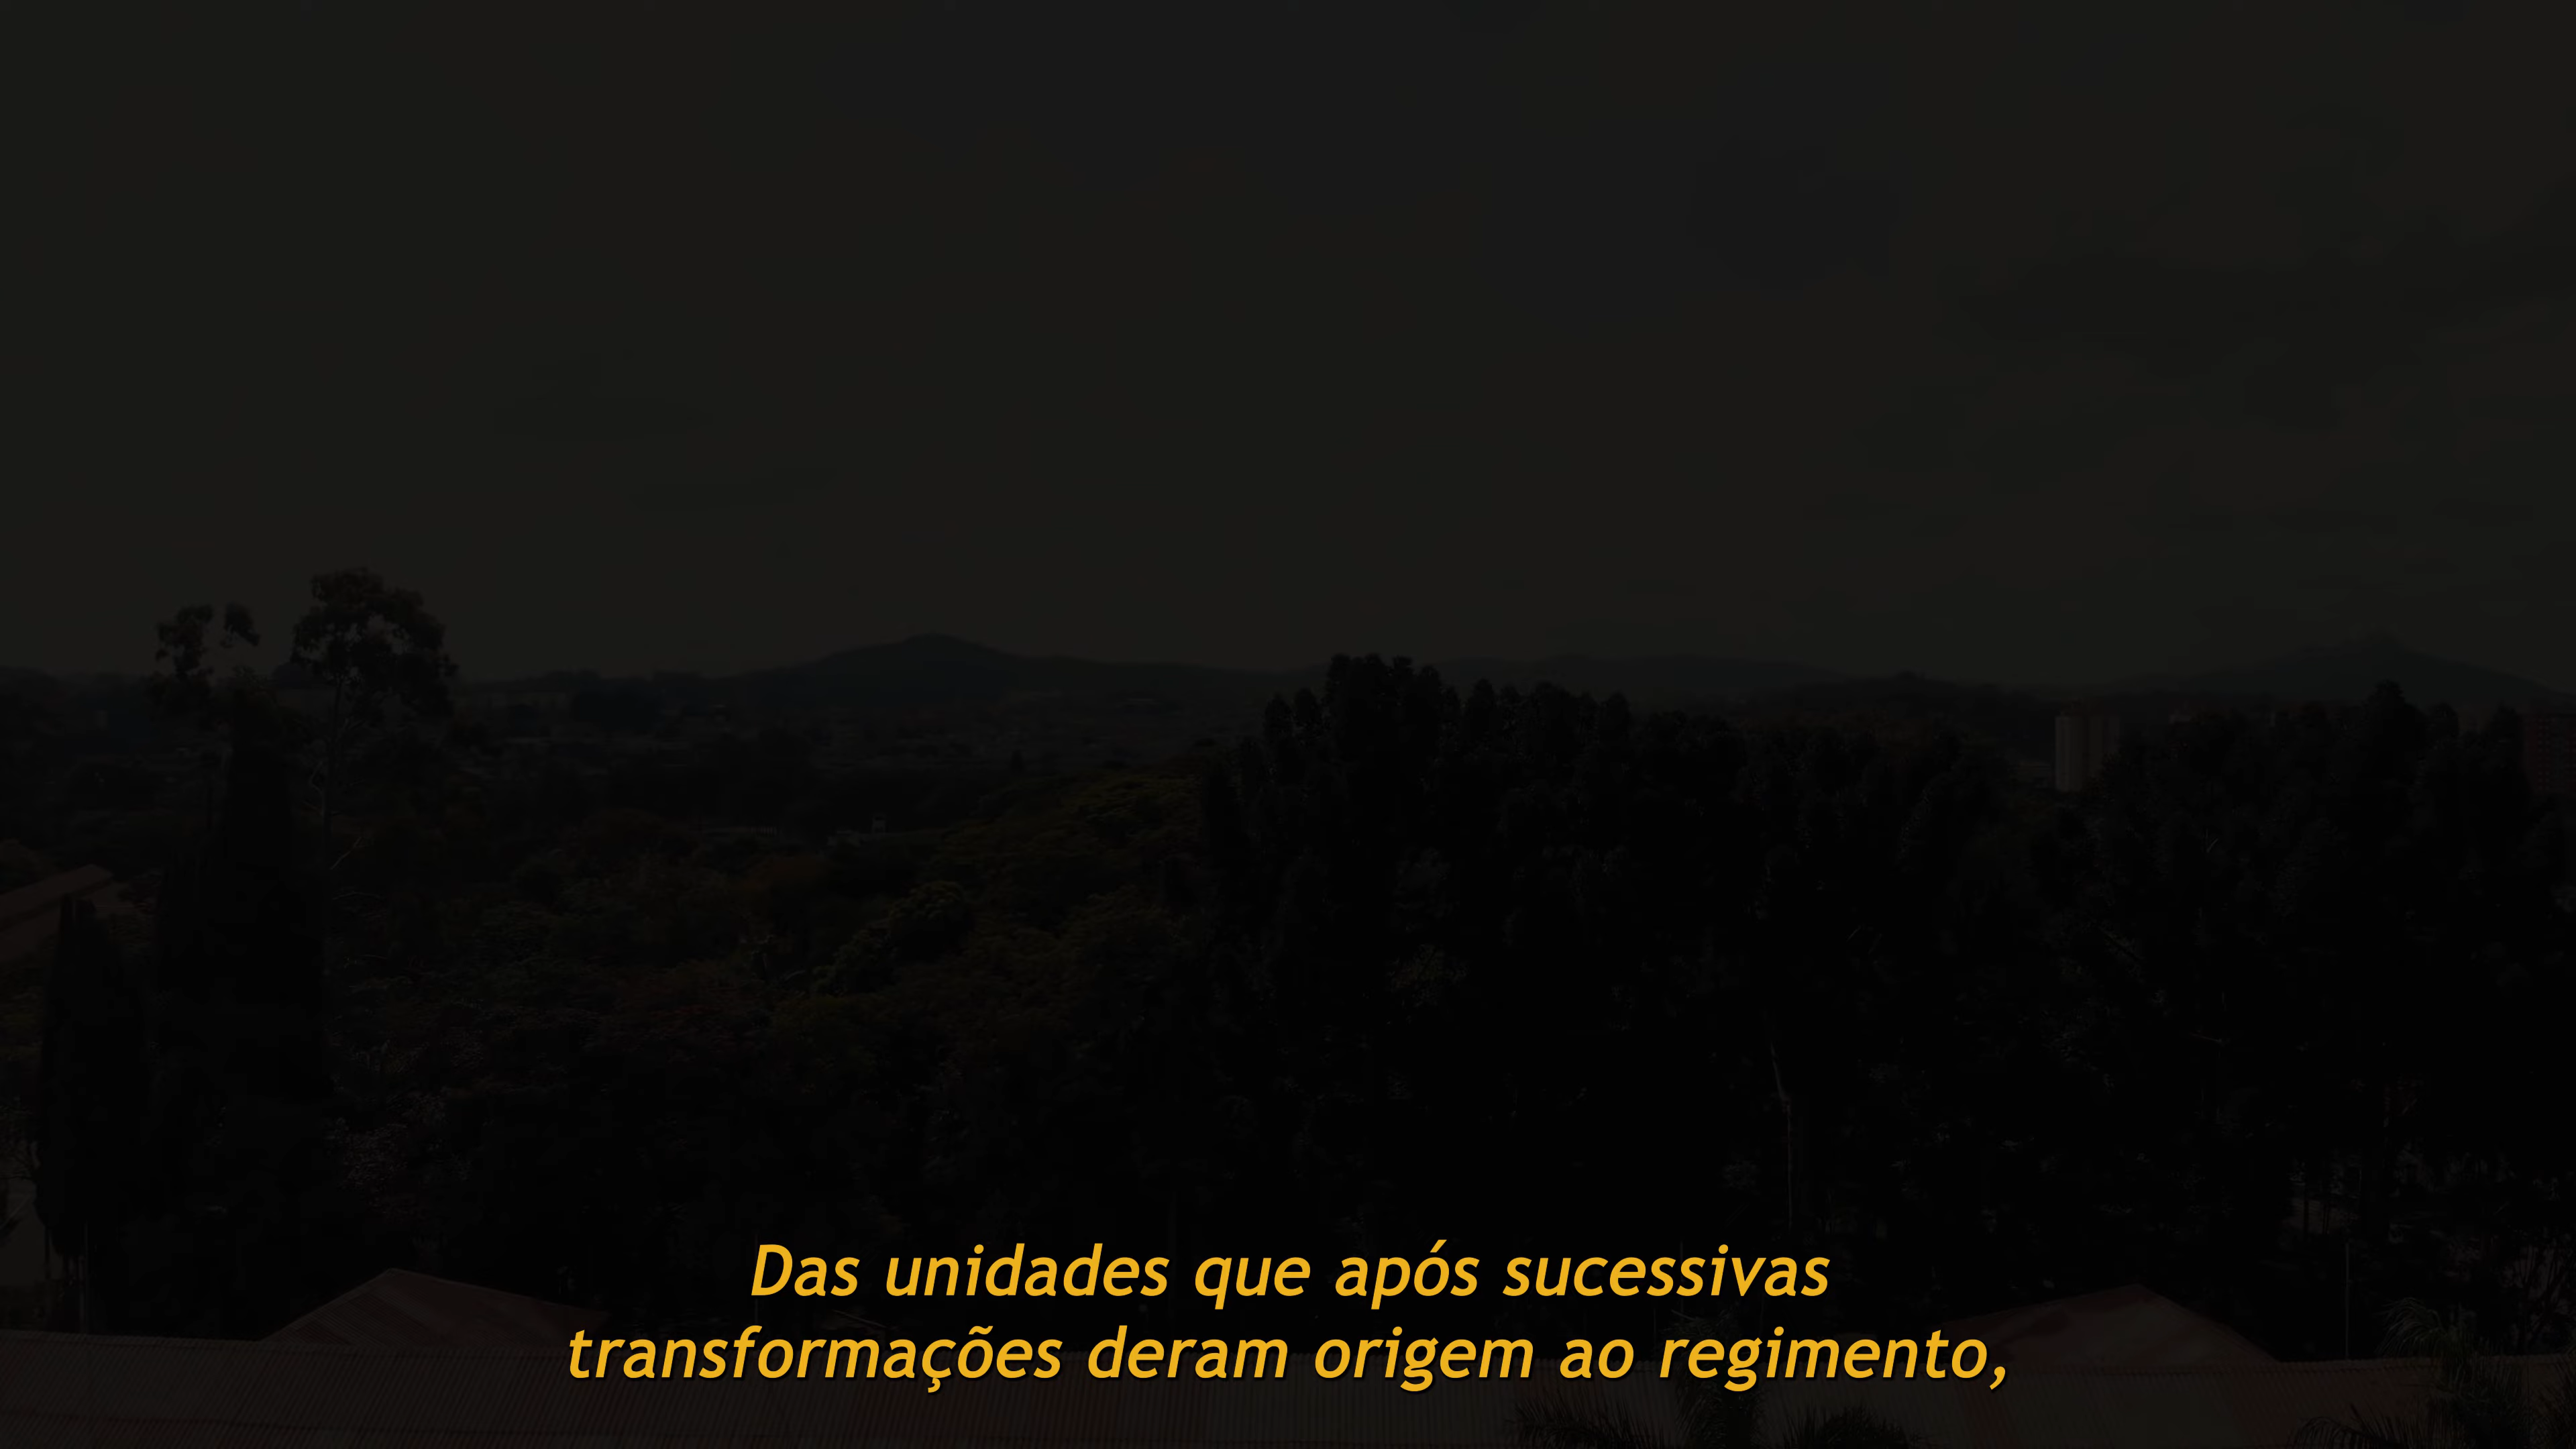 Das unidades que após sucessivas
transformações deram origem ao regimento,